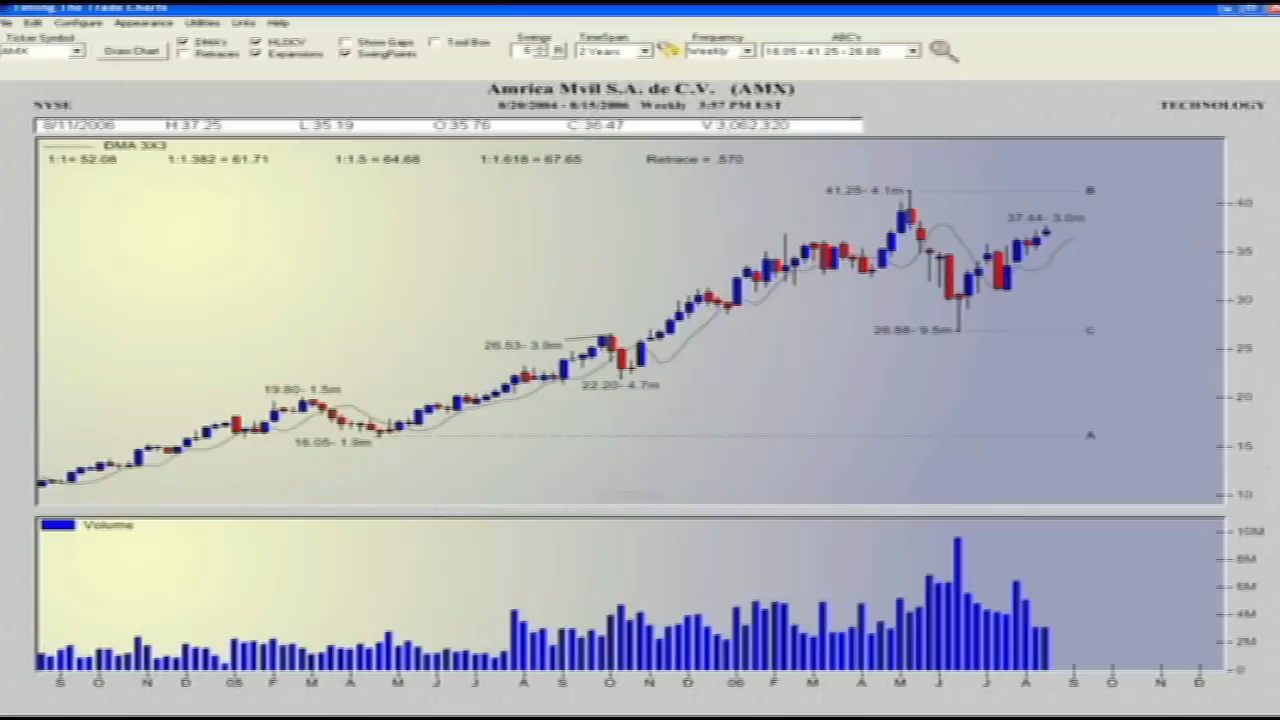 Timing The Trade Charts
File Edit Configure Appearance Utilities Links Help
Ticker Symbol
AMX Draw Chart DMA's HLOCV Show Gaps Tool Box
Retraces Expansions SwingPoints
Swings TimeSpan Frequency ABC's
5 R 2 Years Weekly 16.05 - 41.25 - 26.88
Amrica Mvil S.A. de C.V. (AMX)
NYSE 8/20/2004 - 8/15/2006 Weekly 3:57 PM EST TECHNOLOGY
8/11/2006 H 37.25 L 35.19 O 35.76 C 36.47 V 3,062,320
DMA 3X3
1:1= 52.08 1:1.382 = 61.71 1:1.5 = 64.68 1:1.618 = 67.65 Retrace = .570
41.25- 4.1m B
40
37.44- 3.0m
35
30
26.88- 9.5m C
26.53- 3.9m
25
22.20- 4.7m
19.80- 1.5m
20
16.05- 1.9m A
15
10
Volume
10M
8M
6M
4M
2M
0
S O N D 05 F M A M J J A S O N D 06 F M A M J J A S O N D